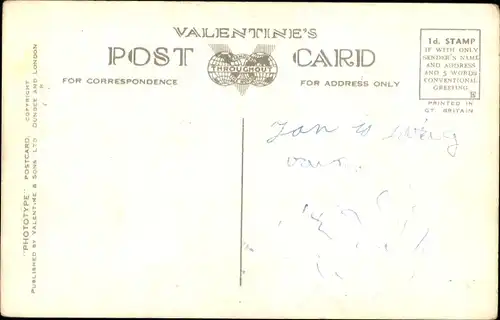 VALENTINE'S
POST CARD
THROUGHOUT
FOR CORRESPONDENCE
FOR ADDRESS ONLY
1d. STAMP
IF WITH ONLY
SENDER'S NAME
AND ADDRESS
AND 5 WORDS
CONVENTIONAL
GREETING
PRINTED IN
GT BRITAIN
"PHOTOTYPE" POSTCARD. COPYRIGHT
PUBLISHED BY VALENTINE & SONS LTD DUNDEE AND LONDON
is